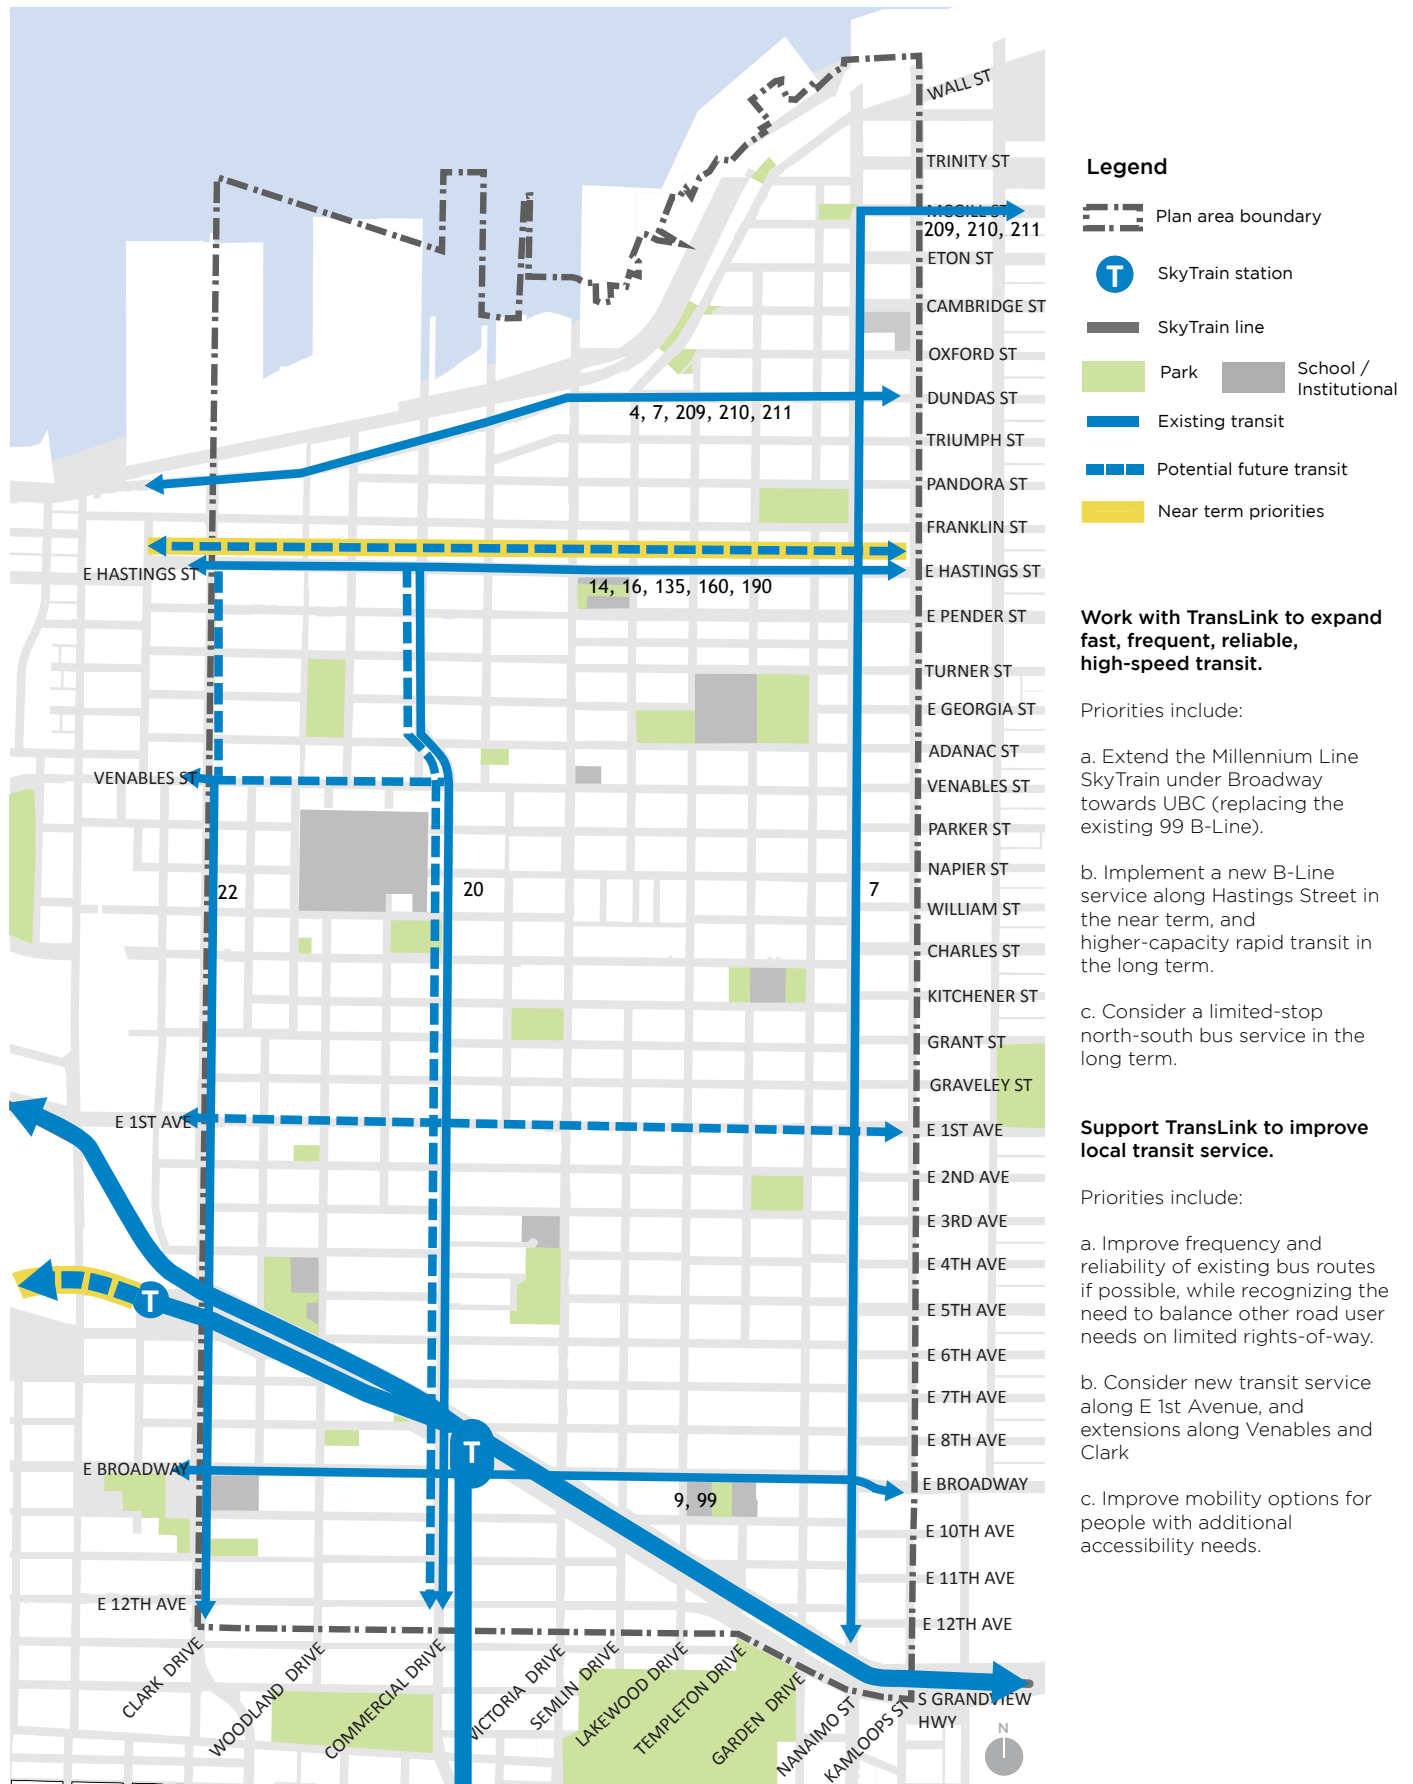 WALL ST
TRINITY ST
MCGILL ST
209, 210, 211
ETON ST
CAMBRIDGE ST
OXFORD ST
DUNDAS ST
4, 7, 209, 210, 211
TRIUMPH ST
PANDORA ST
FRANKLIN ST
E HASTINGS ST
E HASTINGS ST
14, 16, 135, 160, 190
E PENDER ST
TURNER ST
E GEORGIA ST
ADANAC ST
VENABLES ST
VENABLES ST
PARKER ST
NAPIER ST
22
20
7
WILLIAM ST
CHARLES ST
KITCHENER ST
GRANT ST
GRAVELEY ST
E 1ST AVE
E 1ST AVE
E 2ND AVE
E 3RD AVE
E 4TH AVE
E 5TH AVE
T
E 6TH AVE
E 7TH AVE
E 8TH AVE
T
E BROADWAY
E BROADWAY
9, 99
E 10TH AVE
E 11TH AVE
E 12TH AVE
E 12TH AVE
CLARK DRIVE
WOODLAND DRIVE
COMMERCIAL DRIVE
VICTORIA DRIVE
SEMLIN DRIVE
LAKEWOOD DRIVE
TEMPLETON DRIVE
GARDEN DRIVE
NANAIMO ST
KAMLOOPS ST
S GRANDVIEW
HWY
N
Legend
Plan area boundary
T
SkyTrain station
SkyTrain line
Park
School /
Institutional
Existing transit
Potential future transit
Near term priorities
Work with TransLink to expand
fast, frequent, reliable,
high-speed transit.
Priorities include:
a. Extend the Millennium Line
SkyTrain under Broadway
towards UBC (replacing the
existing 99 B-Line).
b. Implement a new B-Line
service along Hastings Street in
the near term, and
higher-capacity rapid transit in
the long term.
c. Consider a limited-stop
north-south bus service in the
long term.
Support TransLink to improve
local transit service.
Priorities include:
a. Improve frequency and
reliability of existing bus routes
if possible, while recognizing the
need to balance other road user
needs on limited rights-of-way.
b. Consider new transit service
along E 1st Avenue, and
extensions along Venables and
Clark
c. Improve mobility options for
people with additional
accessibility needs.